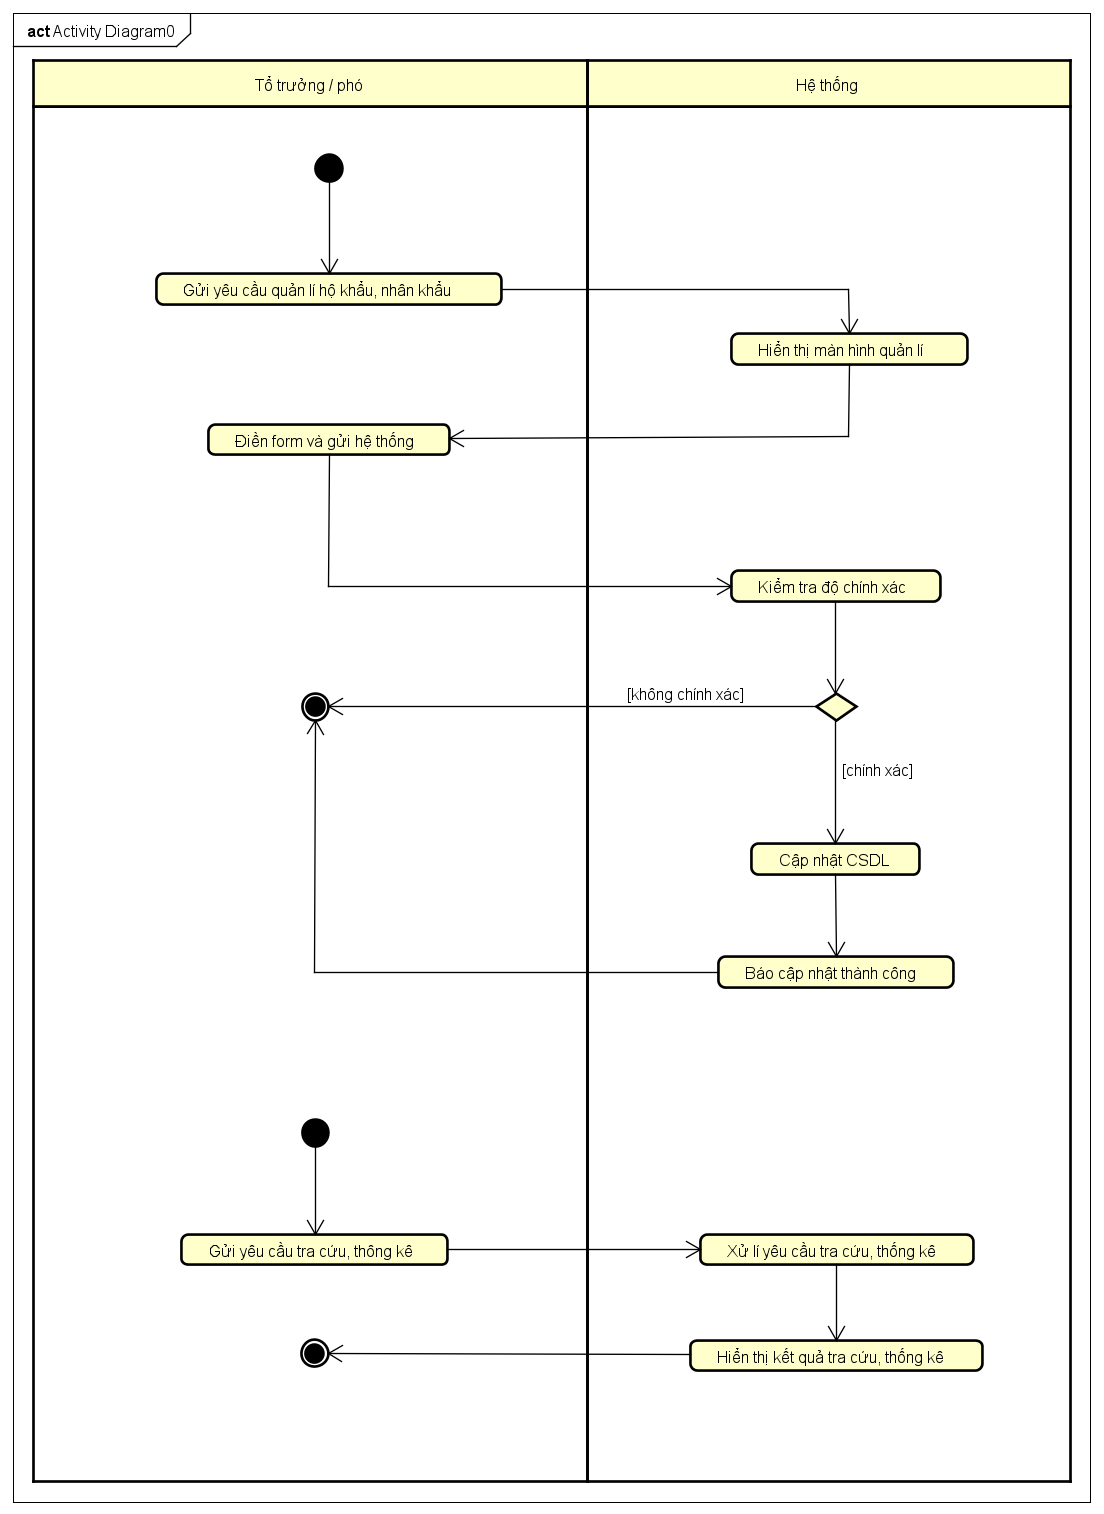 act Activity Diagram0
Tổ trưởng / phó
Hệ thống
Gửi yêu cầu quản lí hộ khẩu, nhân khẩu
Hiển thị màn hình quản lí
Điền form và gửi hệ thống
Kiểm tra độ chính xác
[không chính xác]
[chính xác]
Cập nhật CSDL
Báo cập nhật thành công
Gửi yêu cầu tra cứu, thông kê
Xử lí yêu cầu tra cứu, thống kê
Hiển thị kết quả tra cứu, thống kê